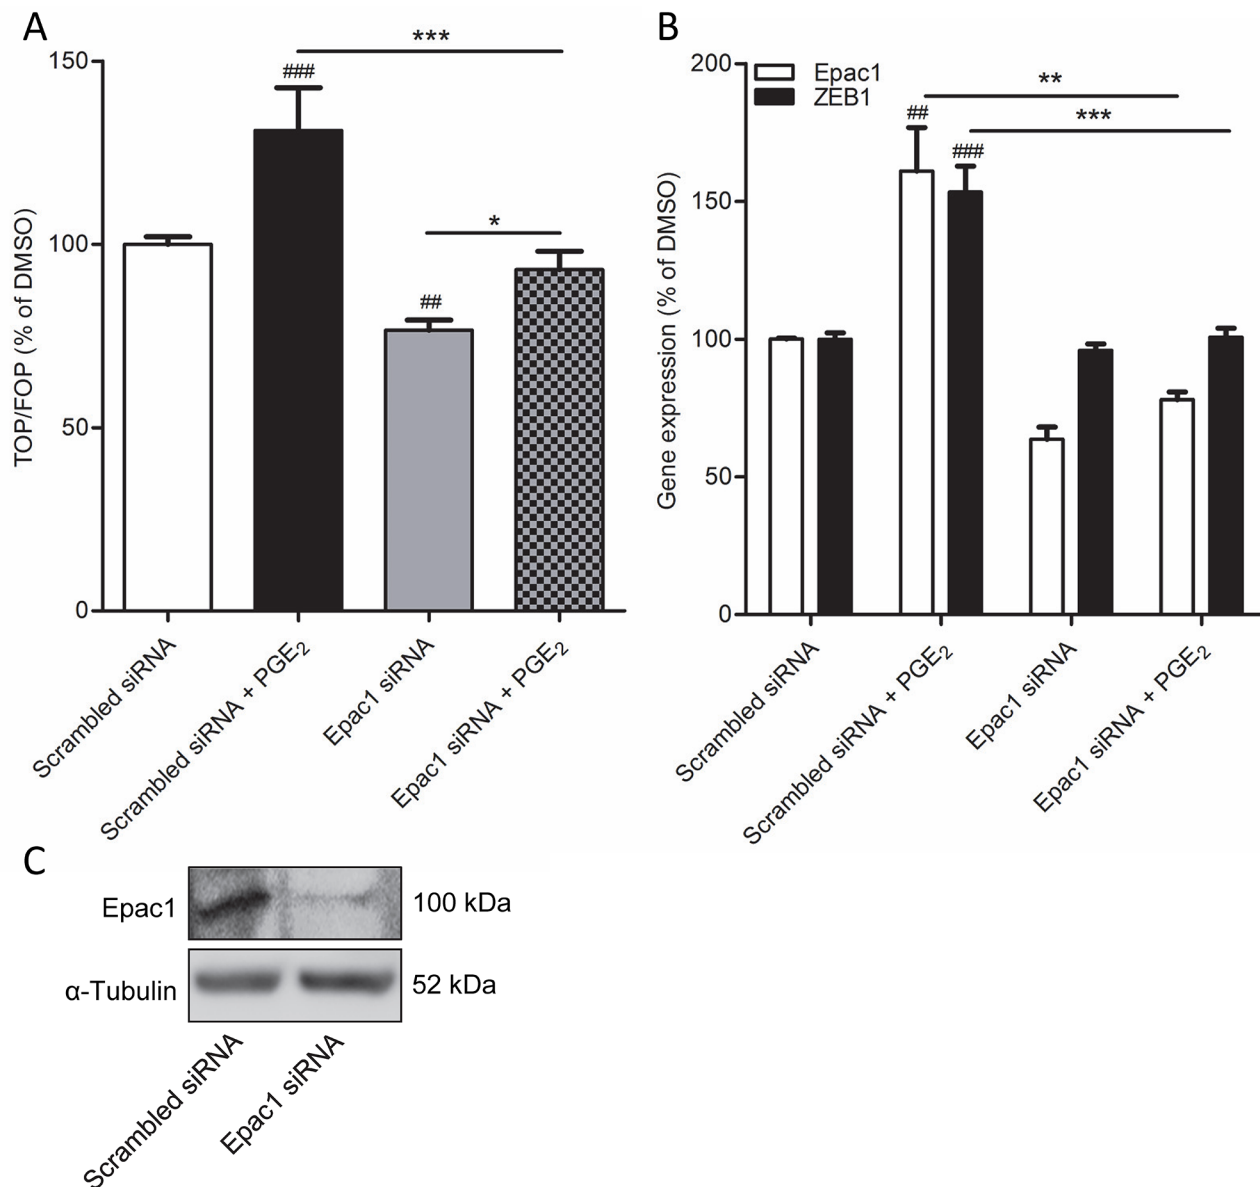 A
TOP/FOP (% of DMSO)
150
100
50
0
***
###
##
*
Scrambled siRNA
Scrambled siRNA + PGE₂
Epac1 siRNA
Epac1 siRNA + PGE₂
B
Gene expression (% of DMSO)
200
150
100
50
0
Epac1
ZEB1
**
***
##
###
Scrambled siRNA
Scrambled siRNA + PGE₂
Epac1 siRNA
Epac1 siRNA + PGE₂
C
Epac1 100 kDa
α-Tubulin 52 kDa
Scrambled siRNA
Epac1 siRNA